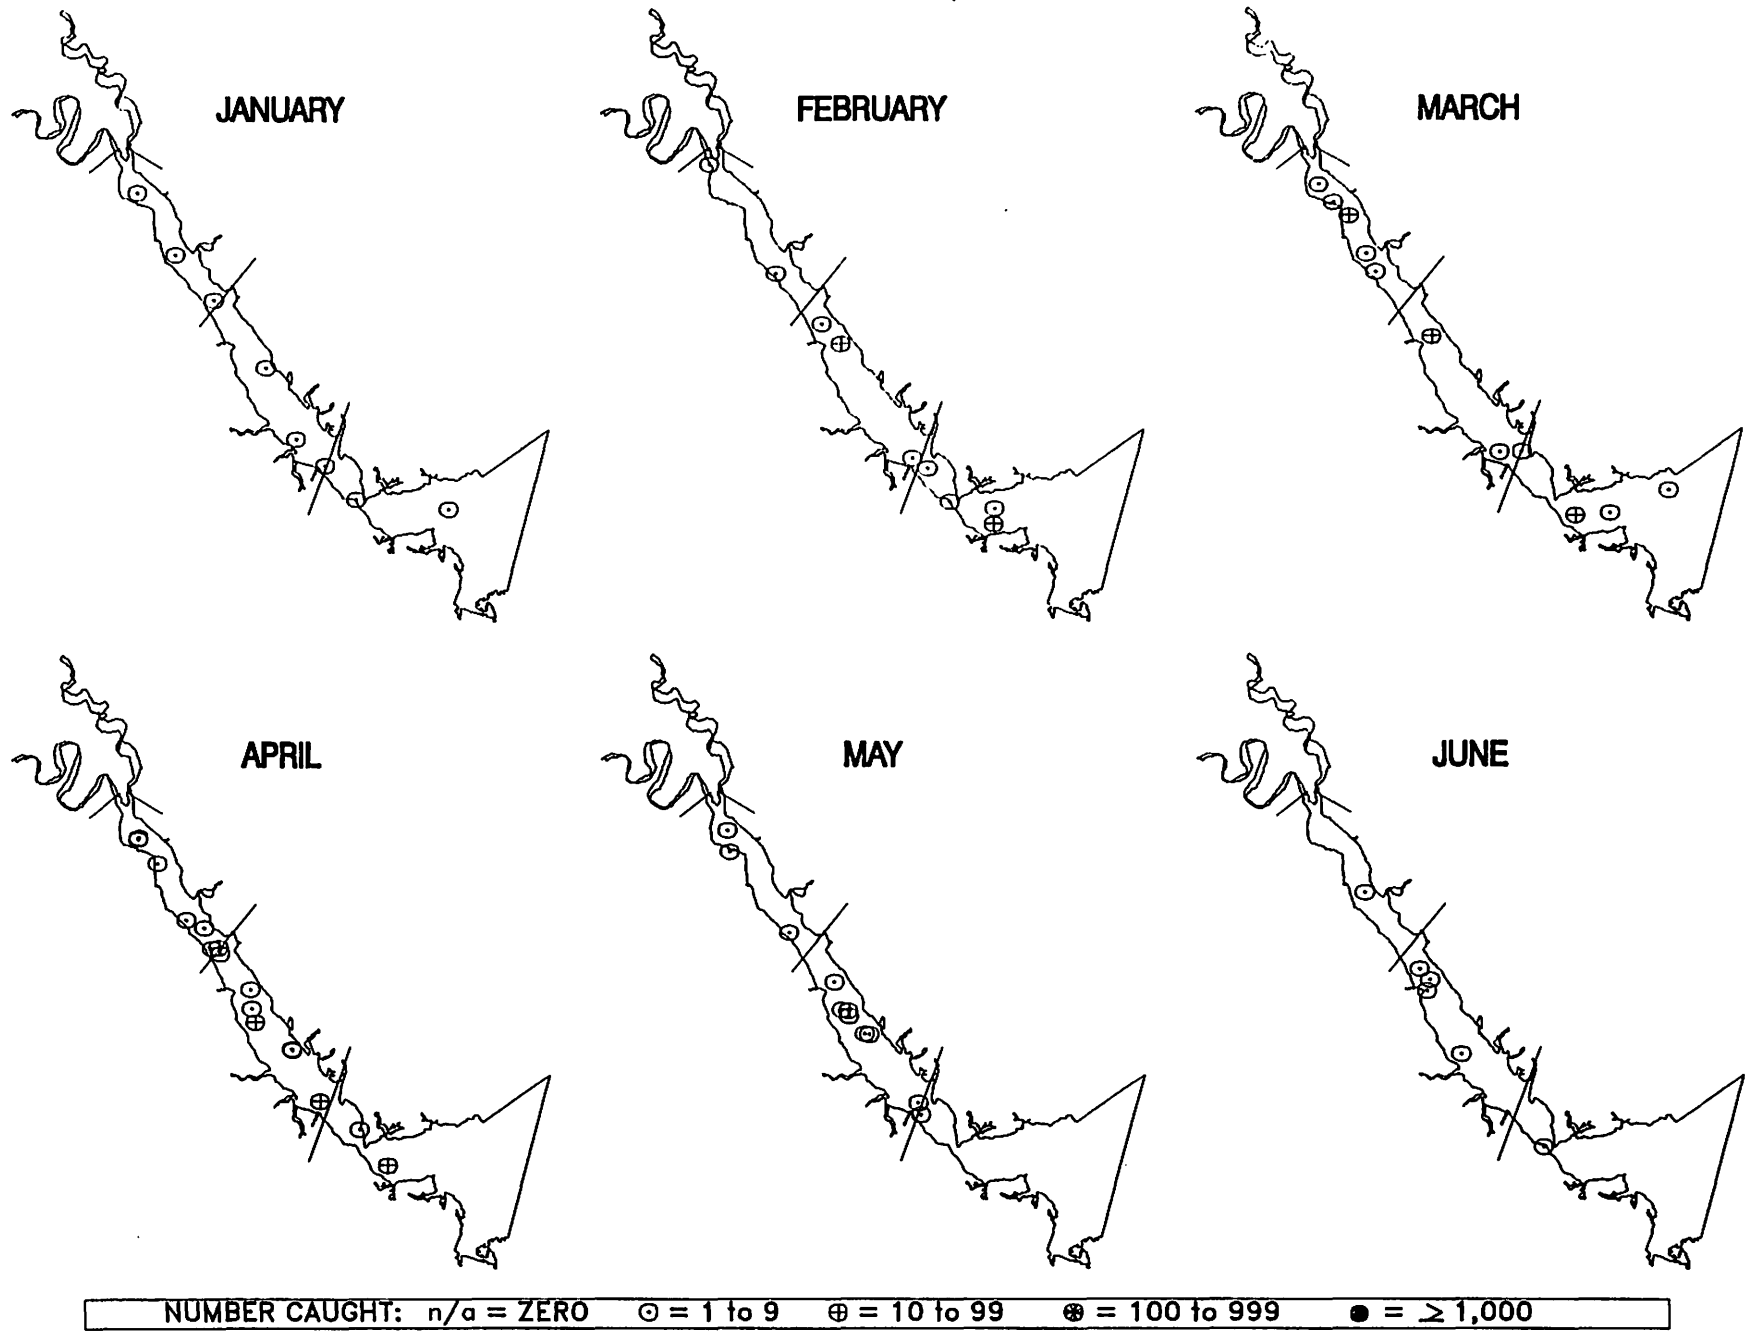 JANUARY FEBRUARY MARCH
APRIL MAY JUNE
NUMBER CAUGHT: n/a = ZERO ⊙ = 1 to 9 ⊕ = 10 to 99 ⊛ = 100 to 999 ● = ≥ 1,000